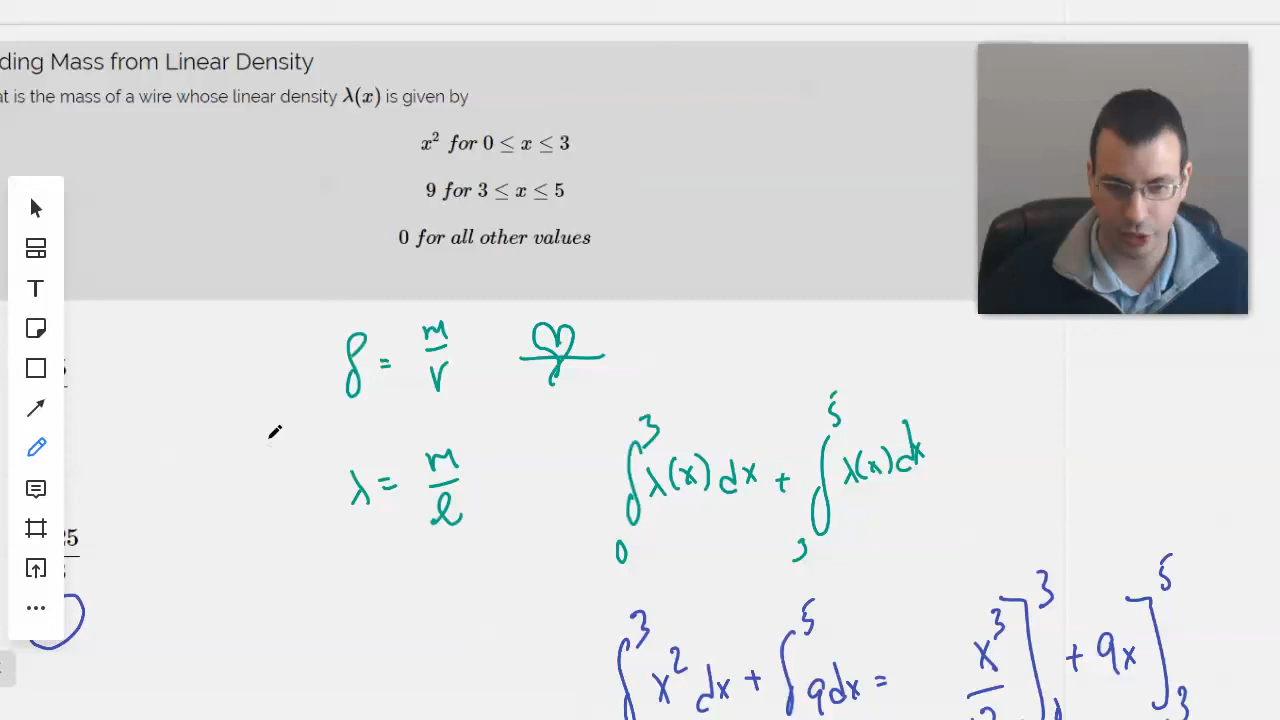 ding Mass from Linear Density
at is the mass of a wire whose linear density λ(x) is given by
x² for 0 ≤ x ≤ 3
9 for 3 ≤ x ≤ 5
0 for all other values
ρ = m/v
λ = m/l
∫₀³ λ(x) dx + ∫₃⁵ λ(x) dx
∫³ x² dx + ∫⁵ 9dx = x³ ]³ + 9x ]₃⁵
T
25